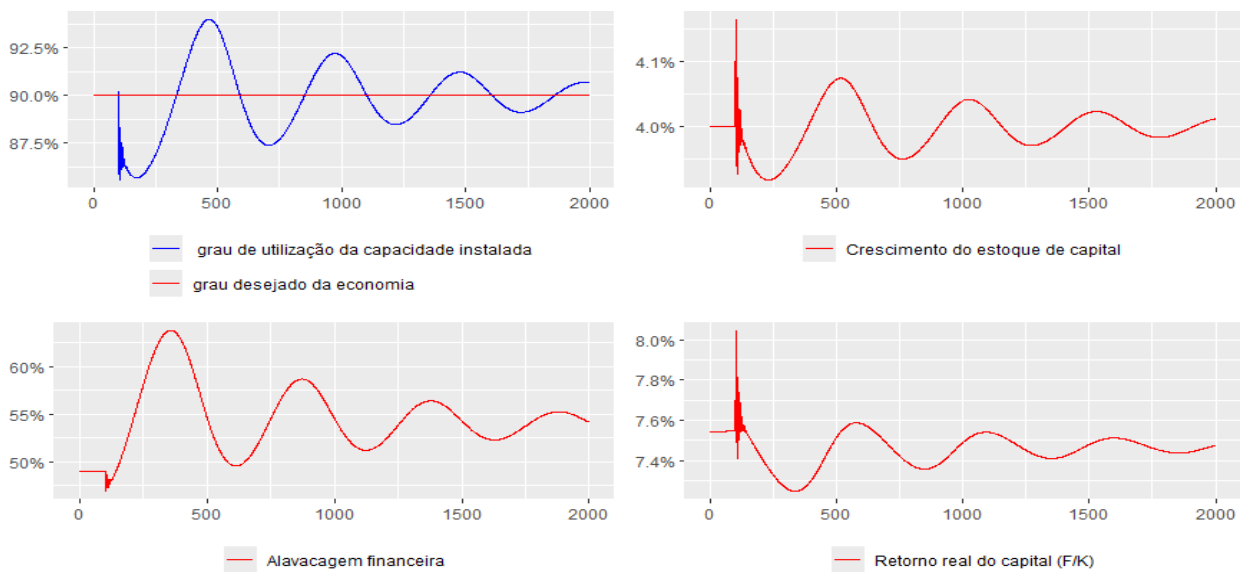 92.5%
90.0%
87.5%
0 500 1000 1500 2000
grau de utilização da capacidade instalada
grau desejado da economia
4.1%
4.0%
0 500 1000 1500 2000
Crescimento do estoque de capital
60%
55%
50%
0 500 1000 1500 2000
Alavacagem financeira
8.0%
7.8%
7.6%
7.4%
0 500 1000 1500 2000
Retorno real do capital (F/K)